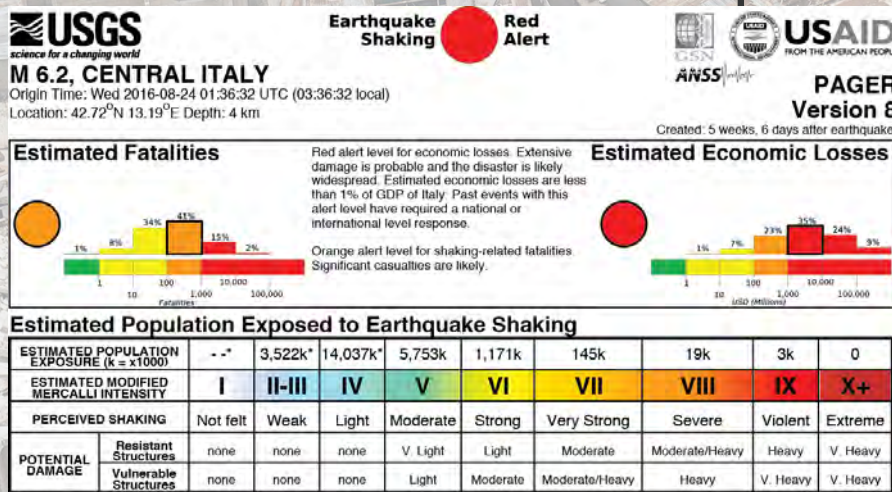 USGS
science for a changing world
Earthquake Shaking
Red Alert
GSN
ANSS
USAID
FROM THE AMERICAN PEOPL
M 6.2, CENTRAL ITALY
Origin Time: Wed 2016-08-24 01:36:32 UTC (03:36:32 local)
Location: 42.72°N 13.19°E Depth: 4 km
PAGER
Version 8
Created: 5 weeks, 6 days after earthquake
Estimated Fatalities
1% 8% 34% 41% 15% 2%
1 100 10,000
10 1,000 100,000
Fatalities
Red alert level for economic losses. Extensive
damage is probable and the disaster is likely
widespread. Estimated economic losses are less
than 1% of GDP of Italy. Past events with this
alert level have required a national or
international level response.
Orange alert level for shaking-related fatalities.
Significant casualties are likely.
Estimated Economic Losses
1% 7% 23% 35% 24% 9%
1 100 10,000
10 1,000 100,000
USD (Millions)
Estimated Population Exposed to Earthquake Shaking
ESTIMATED POPULATION EXPOSURE (k = x1000) - -* 3,522k* 14,037k* 5,753k 1,171k 145k 19k 3k 0
ESTIMATED MODIFIED MERCALLI INTENSITY I II-III IV V VI VII VIII IX X+
PERCEIVED SHAKING Not felt Weak Light Moderate Strong Very Strong Severe Violent Extreme
POTENTIAL DAMAGE
Resistant Structures none none none V. Light Light Moderate Moderate/Heavy Heavy V. Heavy
Vulnerable Structures none none none Light Moderate Moderate/Heavy Heavy V. Heavy V. Heavy